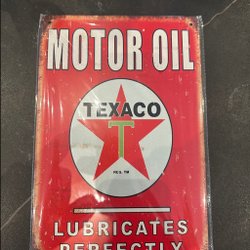 MOTOR OIL
TEXACO
T
REG. TM
LUBRICATES
PERFECTLY